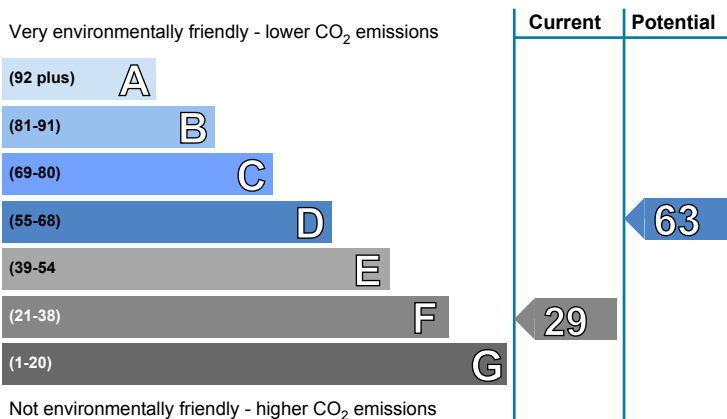 Current Potential
Very environmentally friendly - lower CO2 emissions
(92 plus) A
(81-91) B
(69-80) C
(55-68) D
63
(39-54 E
(21-38) F
29
(1-20) G
Not environmentally friendly - higher CO2 emissions